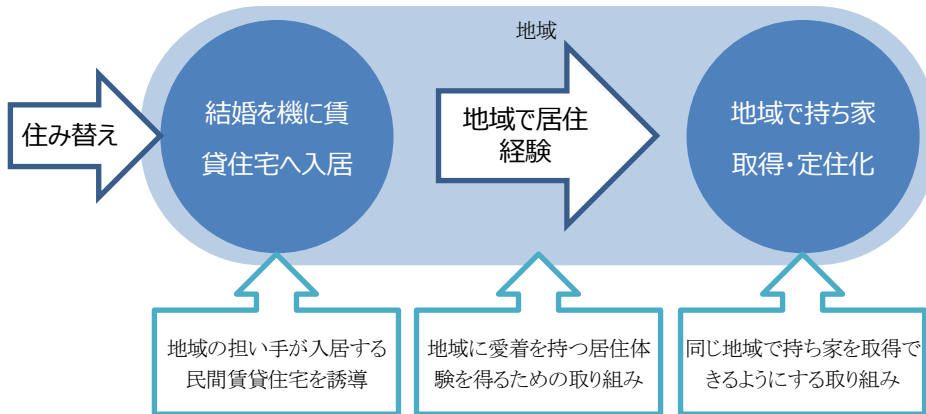 地域
住み替え
結婚を機に賃
貸住宅へ入居
地域で居住
経験
地域で持ち家
取得・定住化
地域の担い手が入居する
民間賃貸住宅を誘導
地域に愛着を持つ居住体
験を得るための取り組み
同じ地域で持ち家を取得で
きるようにする取り組み